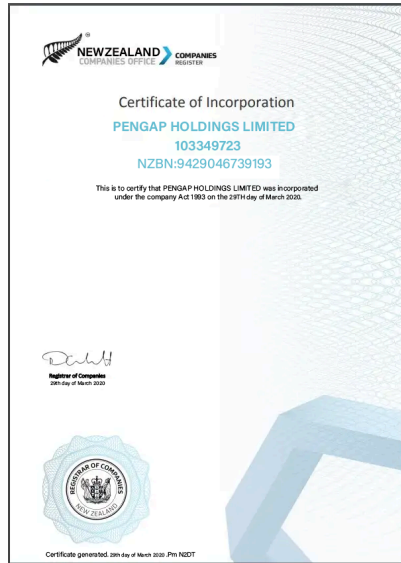 ®
NEWZEALAND
COMPANIES OFFICE
COMPANIES
REGISTER
Certificate of Incorporation
PENGAP HOLDINGS LIMITED
103349723
NZBN:9429046739193
This is to certify that PENGAP HOLDINGS LIMITED was incorporated
under the company Act 1993 on the 29TH day of March 2020.
Registrar of Companies
29th day of March 2020
REGISTRAR OF COMPANIES
NEW ZEALAND
Certificate generated. 29th day of March 2020 .Pm N2DT